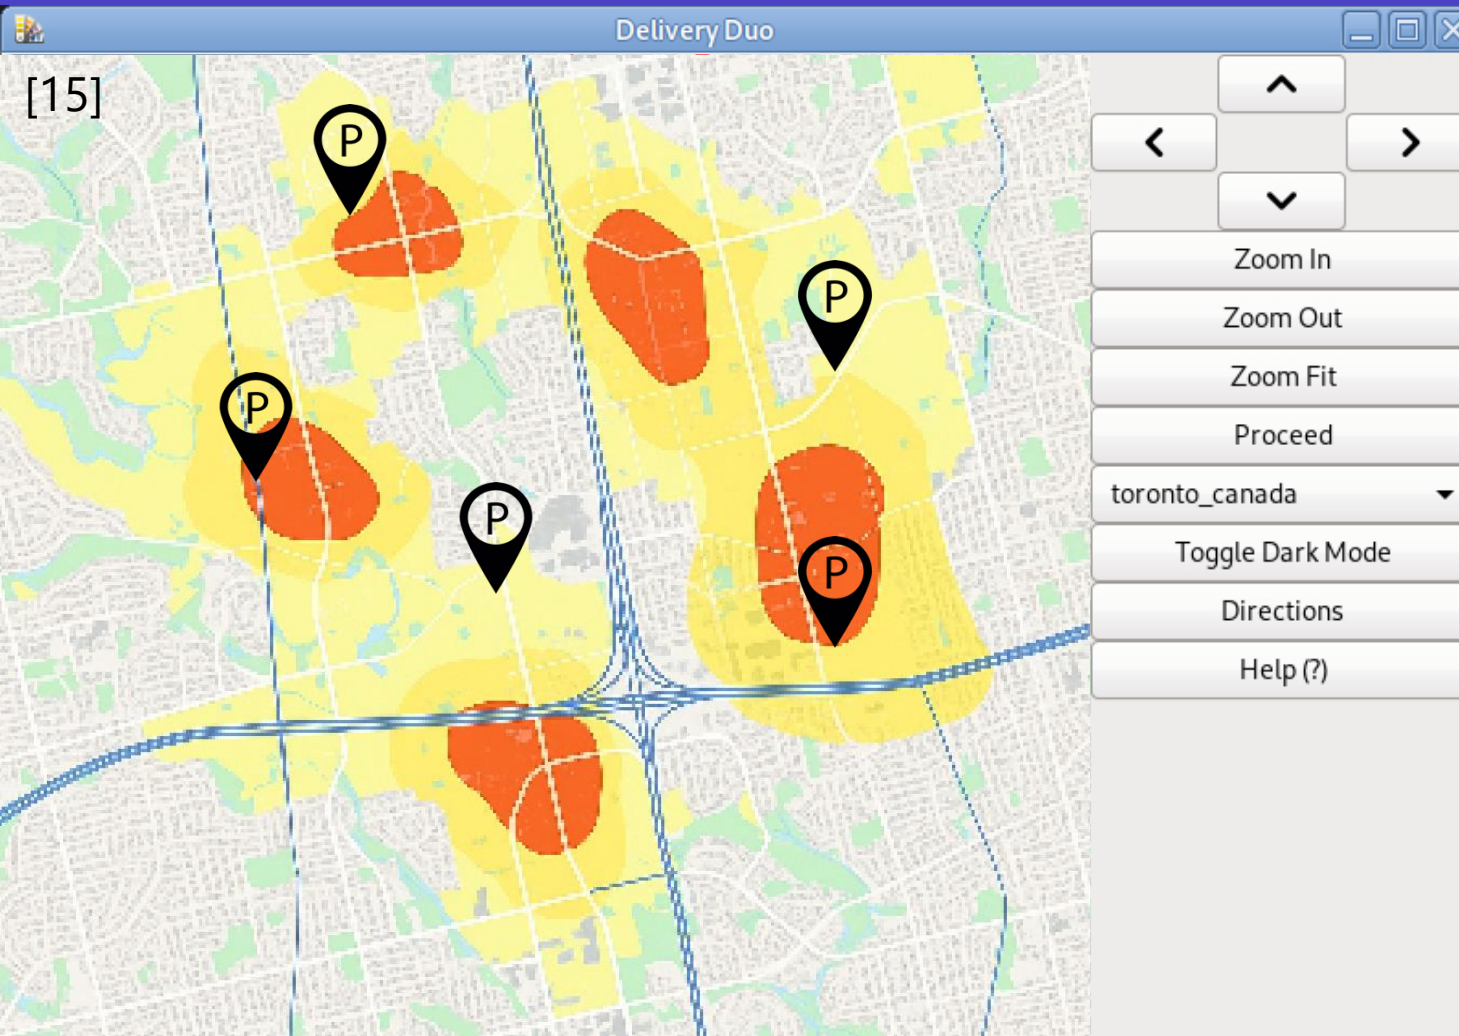 Delivery Duo
[15]
P
P
P
P
P
Zoom In
Zoom Out
Zoom Fit
Proceed
toronto_canada
Toggle Dark Mode
Directions
Help (?)